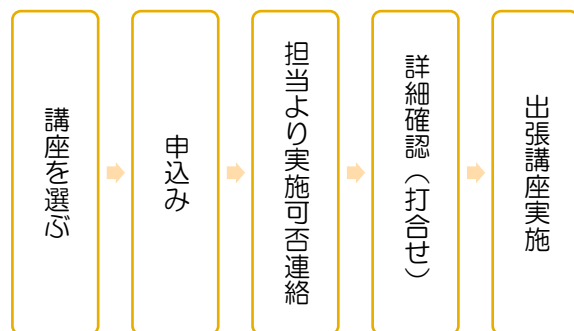 講座を選ぶ
申込み
担当より実施可否連絡
詳細確認（打合せ）
出張講座実施